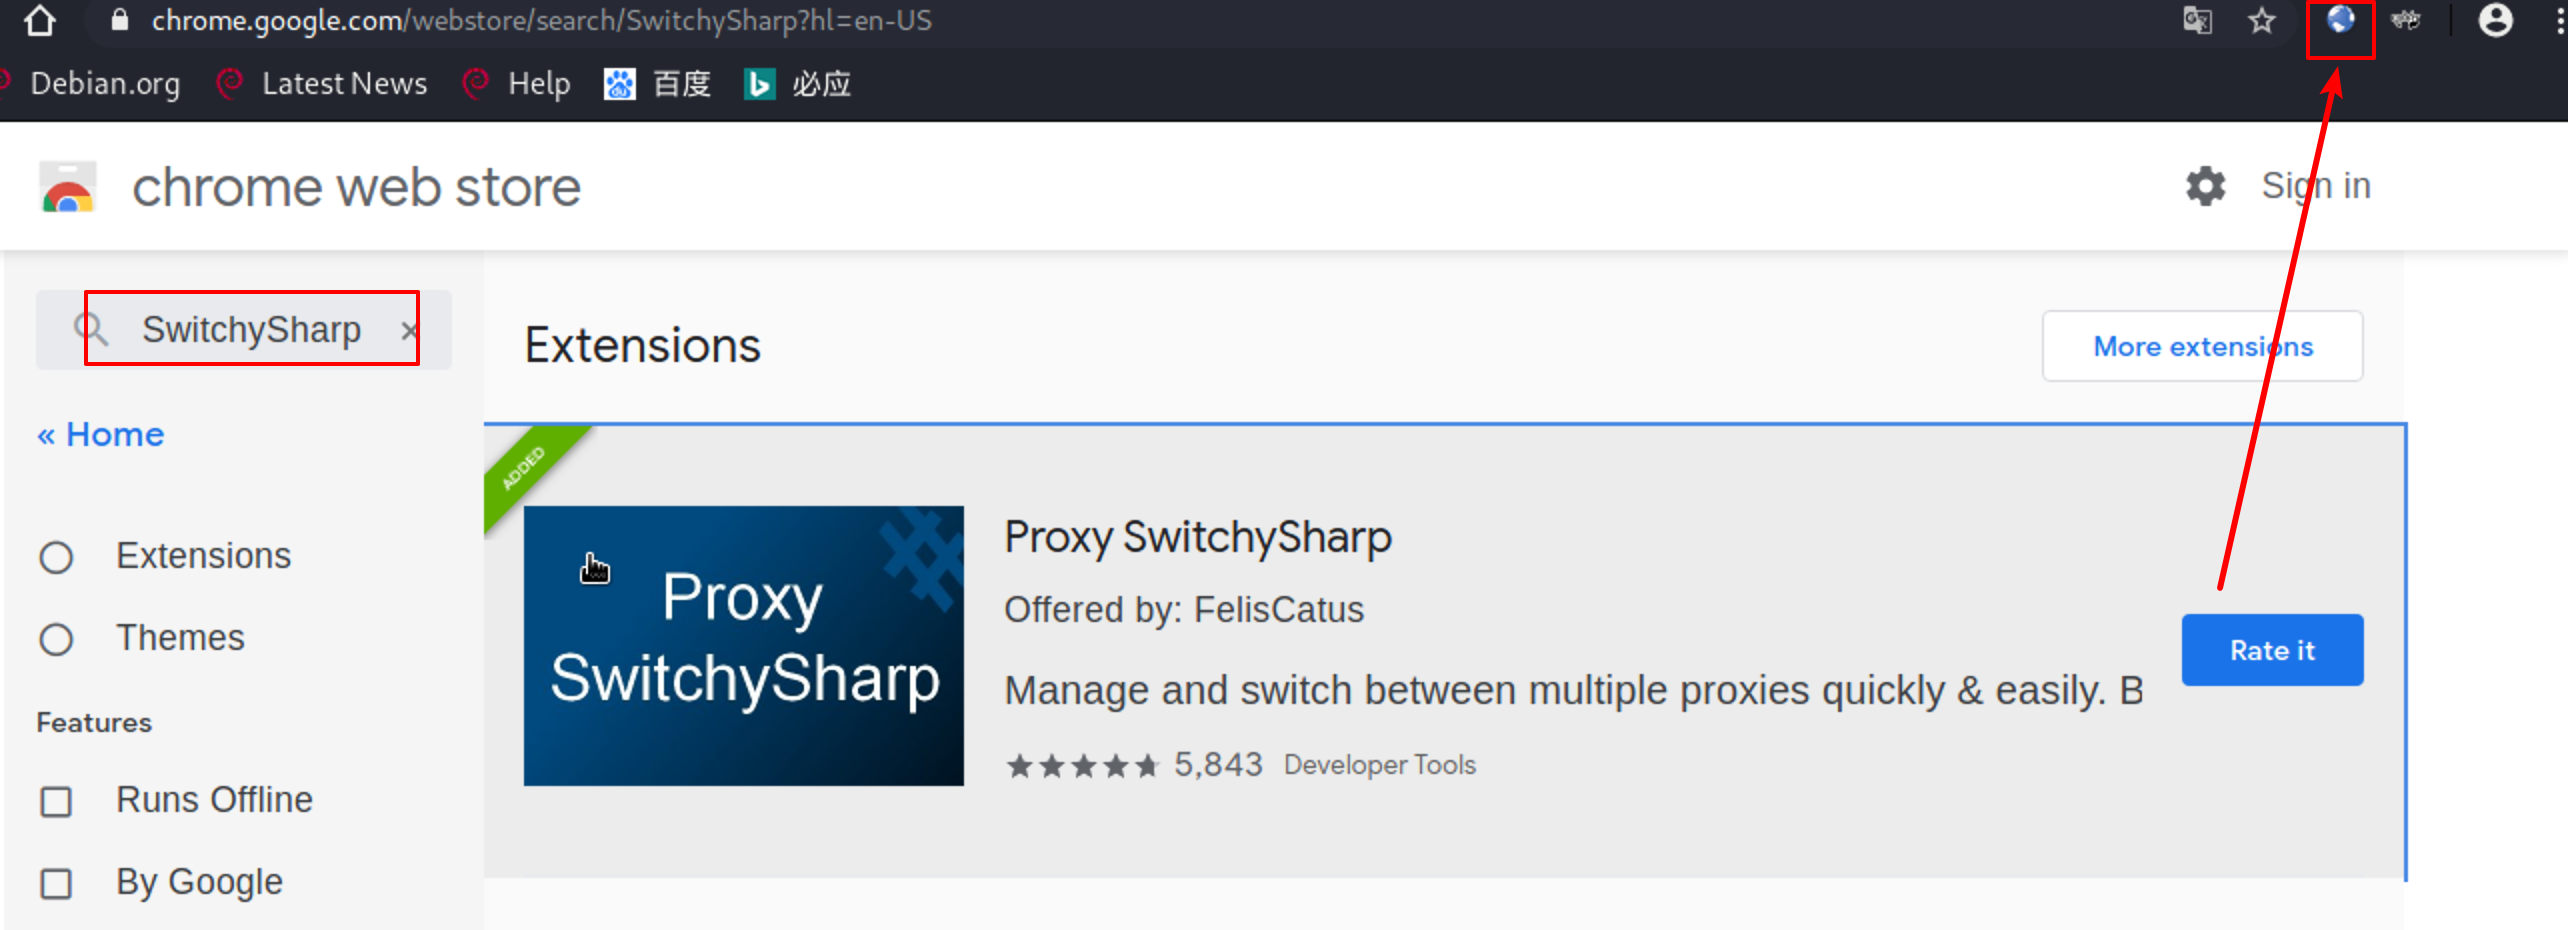 chrome.google.com/webstore/search/SwitchySharp?hl=en-US
Debian.org Latest News Help 百度 必应
chrome web store
Sign in
SwitchySharp ×
Extensions
More extensions
« Home
ADDED
Extensions
Themes
Features
Runs Offline
By Google
Proxy
SwitchySharp
Proxy SwitchySharp
Offered by: FelisCatus
Manage and switch between multiple proxies quickly & easily. B
5,843 Developer Tools
Rate it